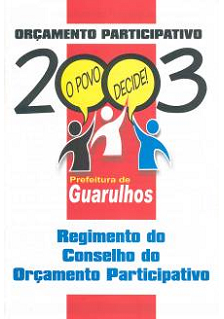 ORÇAMENTO PARTICIPATIVO
2003
O POVO DECIDE!
Prefeitura de
Guarulhos
Regimento do
Conselho do
Orçamento Participativo